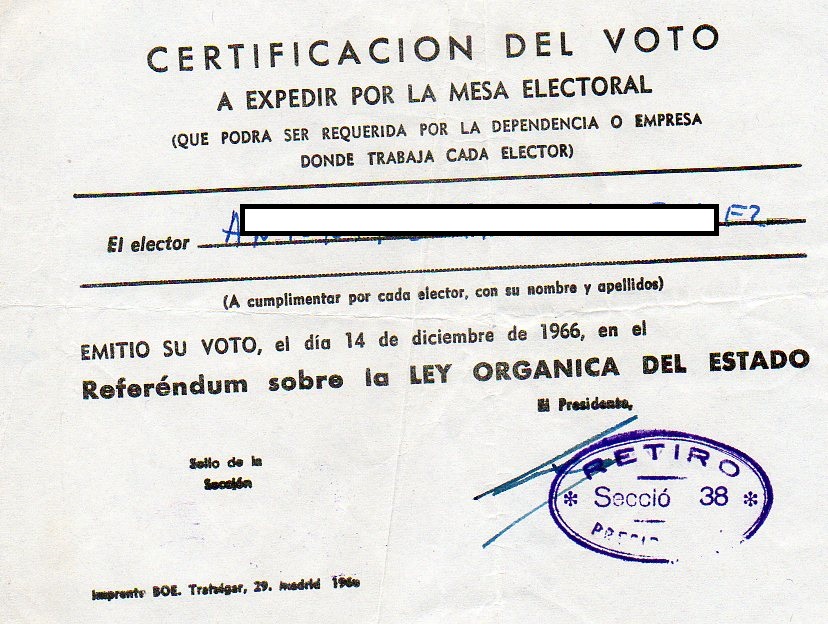 CERTIFICACION DEL VOTO
A EXPEDIR POR LA MESA ELECTORAL
(QUE PODRA SER REQUERIDA POR LA DEPENDENCIA O EMPRESA
DONDE TRABAJA CADA ELECTOR)
El elector
(A cumplimentar por cada elector, con su nombre y apellidos)
EMITIO SU VOTO, el día 14 de diciembre de 1966, en el
Referéndum sobre la LEY ORGANICA DEL ESTADO
El Presidente,
Sello de la
Sección
RETIRO
* Secció 38 *
Imprenta BOE. Trafalgar, 29. Madrid 1966